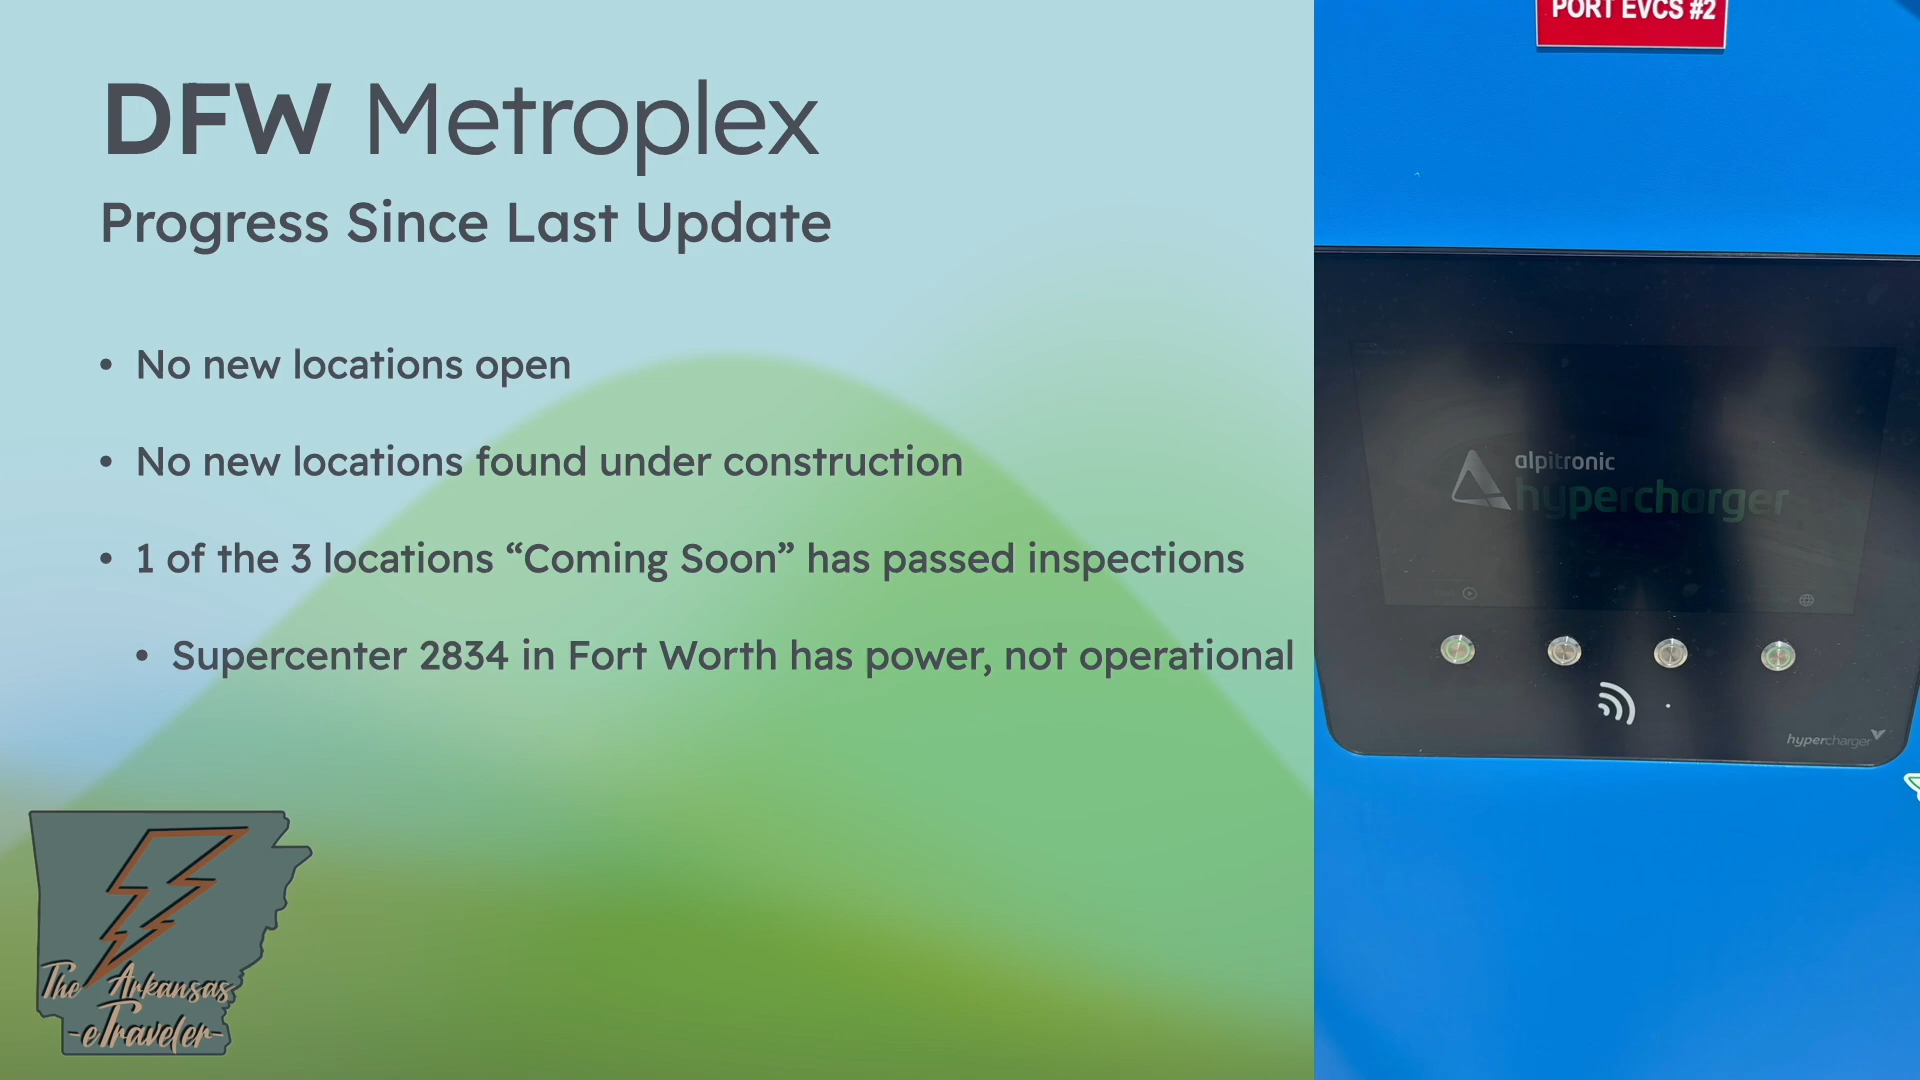 DFW Metroplex
Progress Since Last Update
• No new locations open
• No new locations found under construction
• 1 of the 3 locations “Coming Soon” has passed inspections
• Supercenter 2834 in Fort Worth has power, not operational
The Arkansas
-eTraveler-
PORT EVCS #2
alpitronic
hypercharger
hypercharger